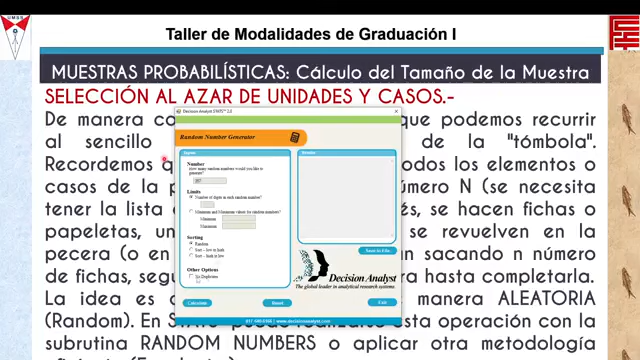 UMSS
Taller de Modalidades de Graduación I
MUESTRAS PROBABILÍSTICAS: Cálculo del Tamaño de la Muestra
SELECCIÓN AL AZAR DE UNIDADES Y CASOS.-
De manera co que podemos recurrir
al sencillo de la "tómbola".
Recordemos q odos los elementos o
casos de la p úmero N (se necesita
tener la lista és, se hacen fichas o
papeletas, un se revuelven en la
pecera (o en an sacando n número
de fichas, segu ra hasta completarla.
La idea es manera ALEATORIA
(Random). En esta operación con la
subrutina RANDOM NUMBERS o aplicar otra metodología
Decision Analyst STATS™ 2.0
Random Number Generator
Number
How many random numbers would you like to
generate?
Limits
Number of digits in each random number?
Minimum and Maximum values for random numbers?
Minimum
Maximum
Sorting
Random
Sort - low to high
Sort - high to low
Other Options
No Duplicates
Calculate
Reset
Save to File
Exit
Decision Analyst
The global leader in analytical research systems
www.decisionanalyst.com